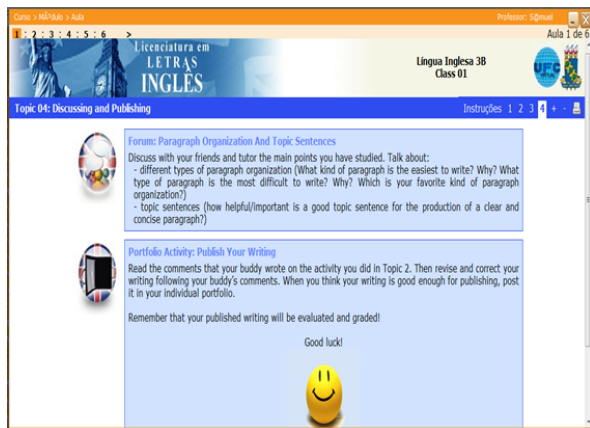 Curso > MÃ³dulo > Aula
Professor: S@muel
1 : 2 : 3 : 4 : 5 : 6 >
Aula 1 de 6
Licenciatura em
LETRAS
INGLÊS
Língua Inglesa 3B
Class 01
UFC
VIRTUAL
Topic 04: Discussing and Publishing
Instruções 1 2 3 4 + -
Forum: Paragraph Organization And Topic Sentences
Discuss with your friends and tutor the main points you have studied. Talk about:
- different types of paragraph organization (What kind of paragraph is the easiest to write? Why? What
type of paragraph is the most difficult to write? Why? Which is your favorite kind of paragraph
organization?)
- topic sentences (how helpful/important is a good topic sentence for the production of a clear and
concise paragraph?)
Portfolio Activity: Publish Your Writing
Read the comments that your buddy wrote on the activity you did in Topic 2. Then revise and correct your
writing following your buddy's comments. When you think your writing is good enough for publishing, post
it in your individual portfolio.
Remember that your published writing will be evaluated and graded!
Good luck!